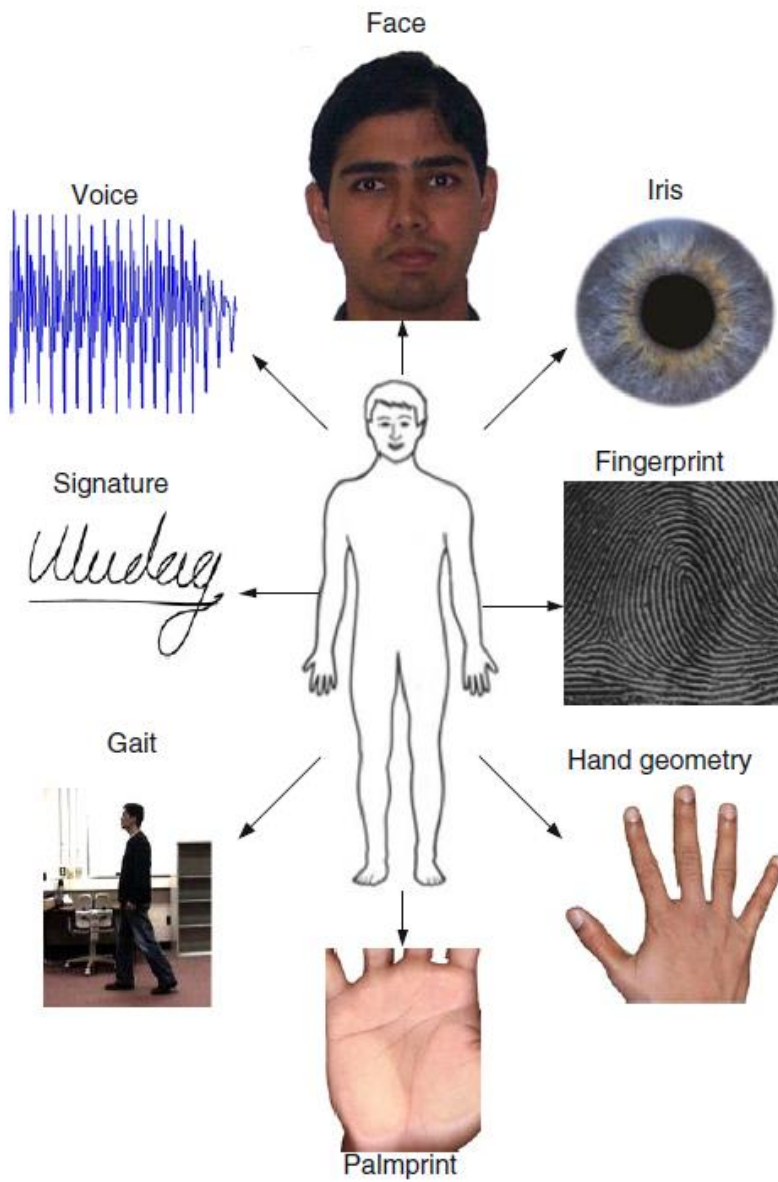 Face
Voice
Iris
Signature
Fingerprint
Gait
Hand geometry
Palmprint